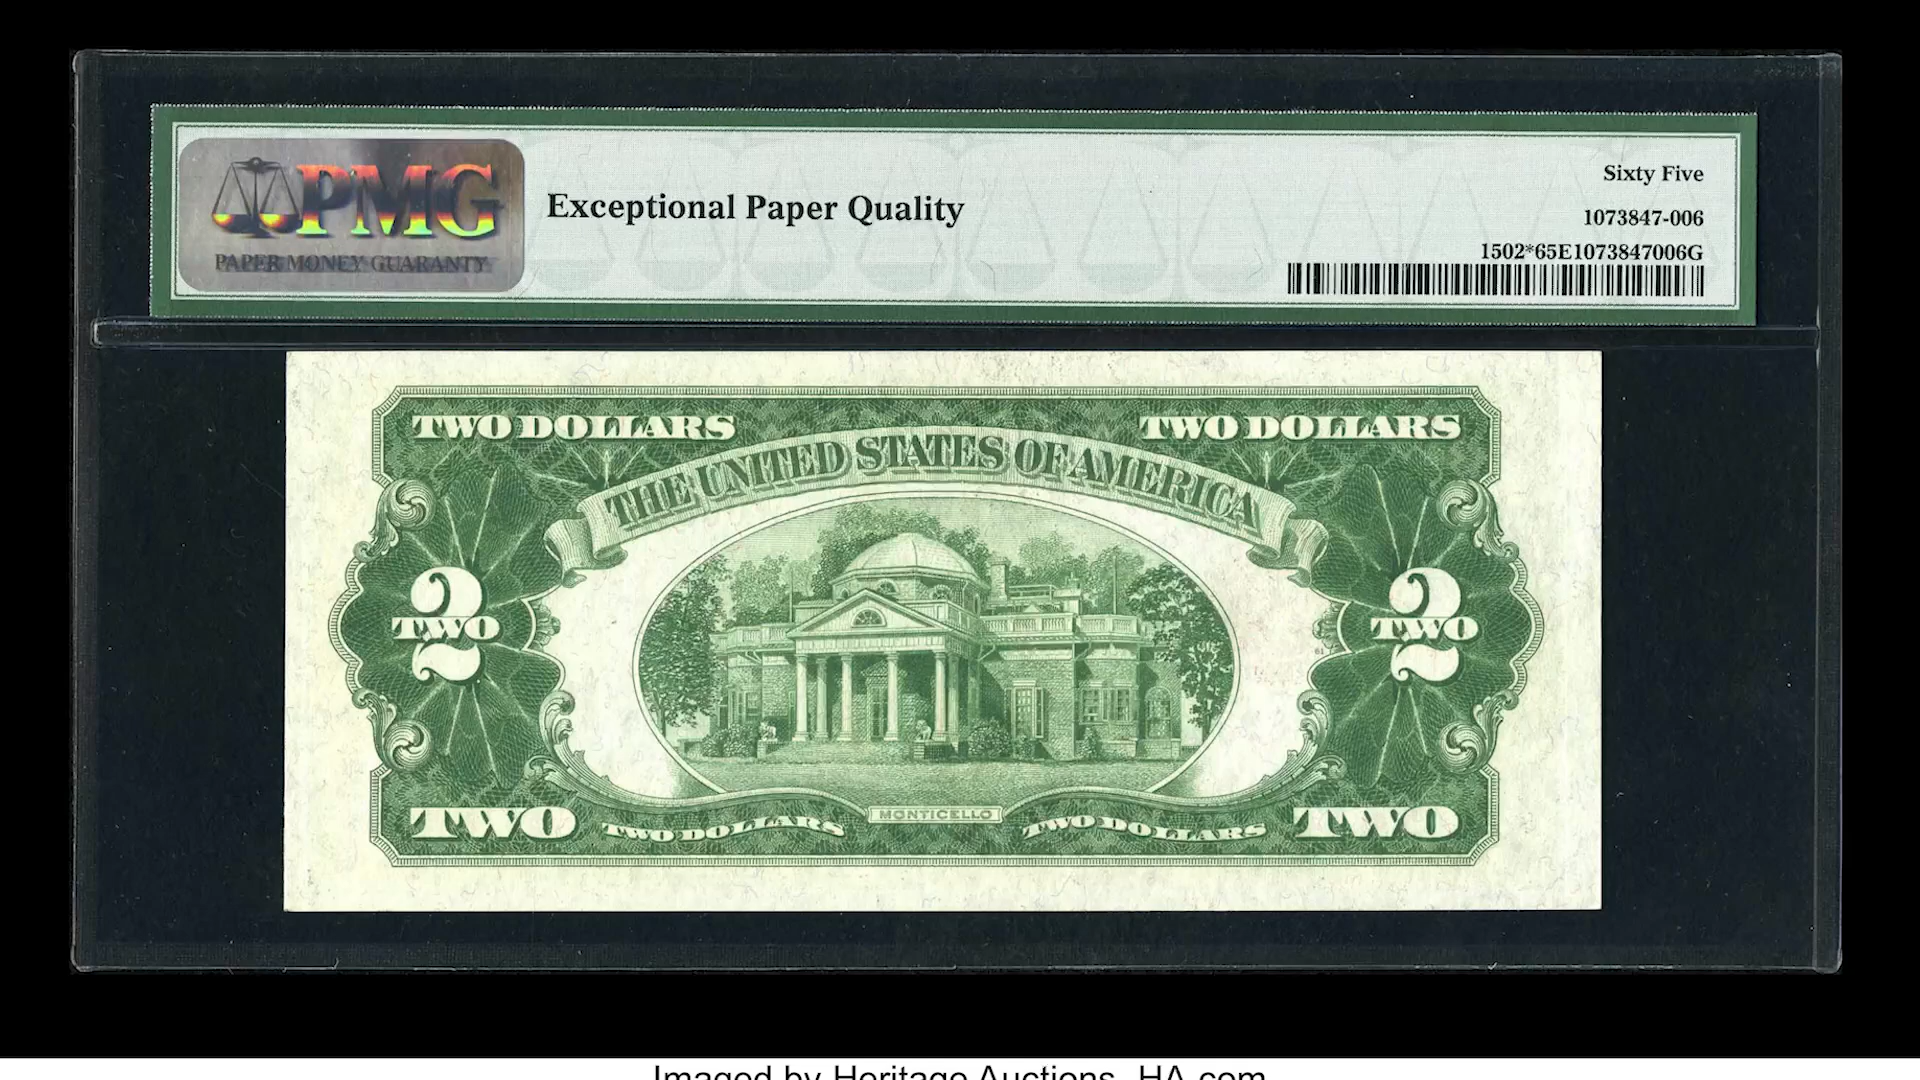 PMG
PAPER MONEY GUARANTY
Exceptional Paper Quality
Sixty Five
1073847-006
1502*65E1073847006G
TWO DOLLARS
TWO DOLLARS
THE UNITED STATES OF AMERICA
2
TWO
2
TWO
TWO
TWO DOLLARS
MONTICELLO
TWO DOLLARS
TWO
Imaged by Heritage Auctions, HA.com